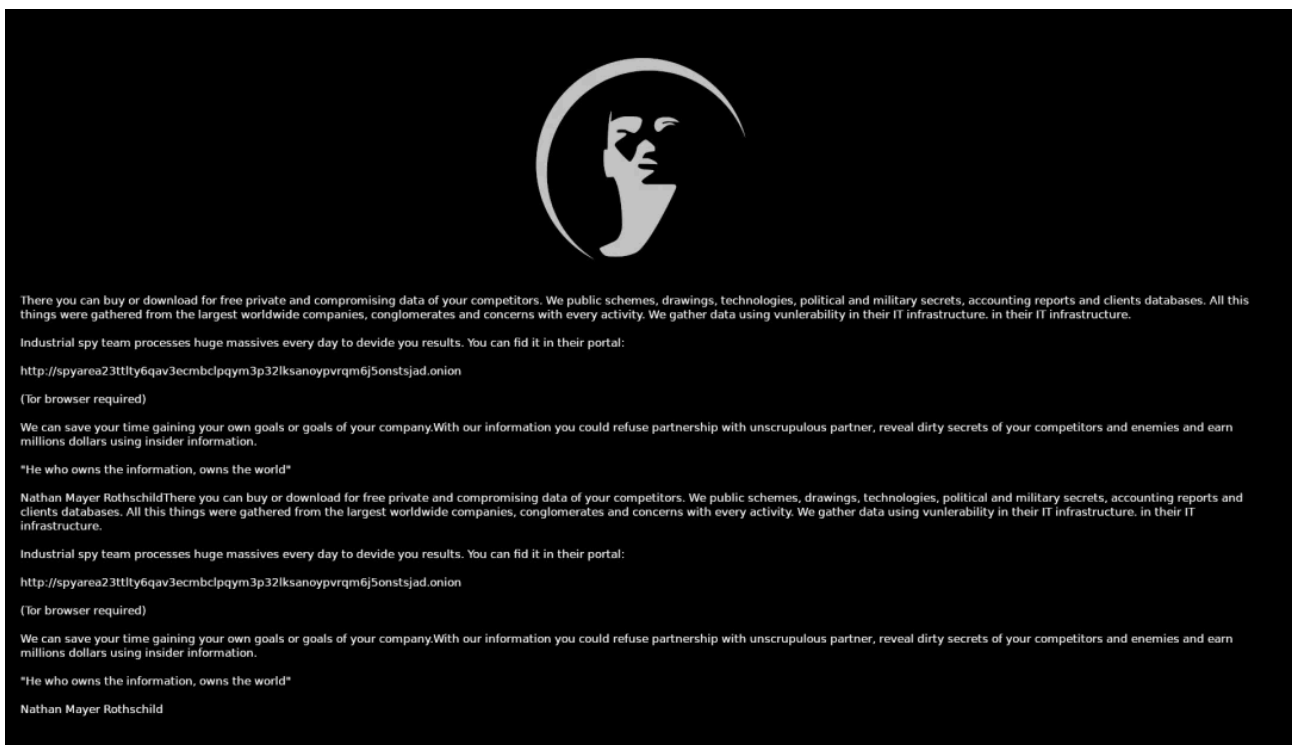 There you can buy or download for free private and compromising data of your competitors. We public schemes, drawings, technologies, political and military secrets, accounting reports and clients databases. All this
things were gathered from the largest worldwide companies, conglomerates and concerns with every activity. We gather data using vunlerability in their IT infrastructure. in their IT infrastructure.
Industrial spy team processes huge massives every day to devide you results. You can fid it in their portal:
http://spyarea23ttlty6qav3ecmbclpqym3p32lksanoypvrqm6j5onstsjad.onion
(Tor browser required)
We can save your time gaining your own goals or goals of your company.With our information you could refuse partnership with unscrupulous partner, reveal dirty secrets of your competitors and enemies and earn
millions dollars using insider information.
"He who owns the information, owns the world"
Nathan Mayer RothschildThere you can buy or download for free private and compromising data of your competitors. We public schemes, drawings, technologies, political and military secrets, accounting reports and
clients databases. All this things were gathered from the largest worldwide companies, conglomerates and concerns with every activity. We gather data using vunlerability in their IT infrastructure. in their IT
infrastructure.
Industrial spy team processes huge massives every day to devide you results. You can fid it in their portal:
http://spyarea23ttlty6qav3ecmbclpqym3p32lksanoypvrqm6j5onstsjad.onion
(Tor browser required)
We can save your time gaining your own goals or goals of your company.With our information you could refuse partnership with unscrupulous partner, reveal dirty secrets of your competitors and enemies and earn
millions dollars using insider information.
"He who owns the information, owns the world"
Nathan Mayer Rothschild